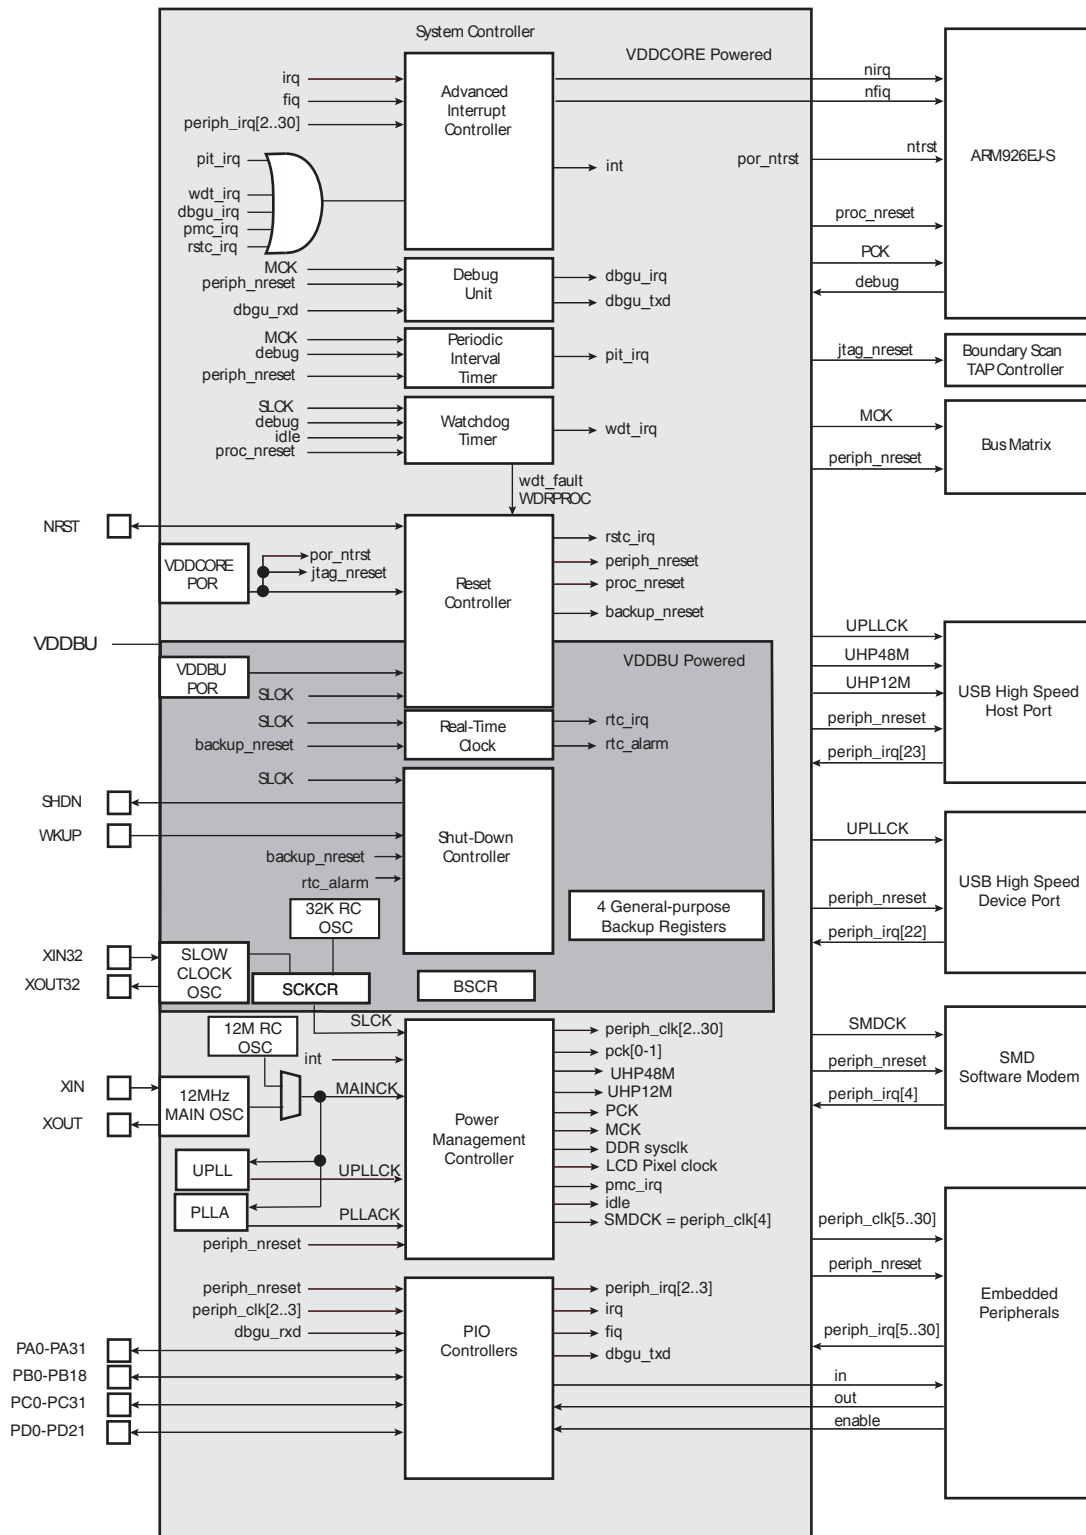 System Controller
VDDCORE Powered
irq
fiq
periph_irq[2..30]
pit_irq
wdt_irq
dbgu_irq
pmc_irq
rstc_irq
Advanced
Interrupt
Controller
int
nirq
nfiq
por_ntrst
ntrst
proc_nreset
PCK
debug
ARM926EJ-S
MCK
periph_nreset
dbgu_rxd
Debug
Unit
dbgu_irq
dbgu_txd
MCK
debug
periph_nreset
Periodic
Interval
Timer
pit_irq
jtag_nreset
Boundary Scan
TAP Controller
SLCK
debug
idle
proc_nreset
Watchdog
Timer
wdt_irq
MCK
periph_nreset
Bus Matrix
wdt_fault
WDRPROC
NRST
VDDCORE
POR
por_ntrst
jtag_nreset
Reset
Controller
rstc_irq
periph_nreset
proc_nreset
backup_nreset
VDDBU
VDDBU Powered
VDDBU
POR
SLCK
UPLLCK
UHP48M
UHP12M
periph_nreset
periph_irq[23]
USB High Speed
Host Port
SLCK
backup_nreset
Real-Time
Clock
rtc_irq
rtc_alarm
SLCK
SHDN
WKUP
backup_nreset
rtc_alarm
Shut-Down
Controller
4 General-purpose
Backup Registers
UPLLCK
periph_nreset
periph_irq[22]
USB High Speed
Device Port
32K RC
OSC
XIN32
XOUT32
SLOW
CLOCK
OSC
SCKCR
BSCR
SLCK
12M RC
OSC
int
XIN
XOUT
12MHz
MAIN OSC
MAINCK
UPLL
UPLLCK
PLLA
PLLACK
periph_nreset
Power
Management
Controller
periph_clk[2..30]
pck[0-1]
UHP48M
UHP12M
PCK
MCK
DDR sysclk
LCD Pixel clock
pmc_irq
idle
SMDCK = periph_clk[4]
SMDCK
periph_nreset
periph_irq[4]
SMD
Software Modem
periph_nreset
periph_clk[2..3]
dbgu_rxd
PA0-PA31
PB0-PB18
PC0-PC31
PD0-PD21
PIO
Controllers
periph_irq[2..3]
irq
fiq
dbgu_txd
periph_clk[5..30]
periph_nreset
periph_irq[5..30]
in
out
enable
Embedded
Peripherals